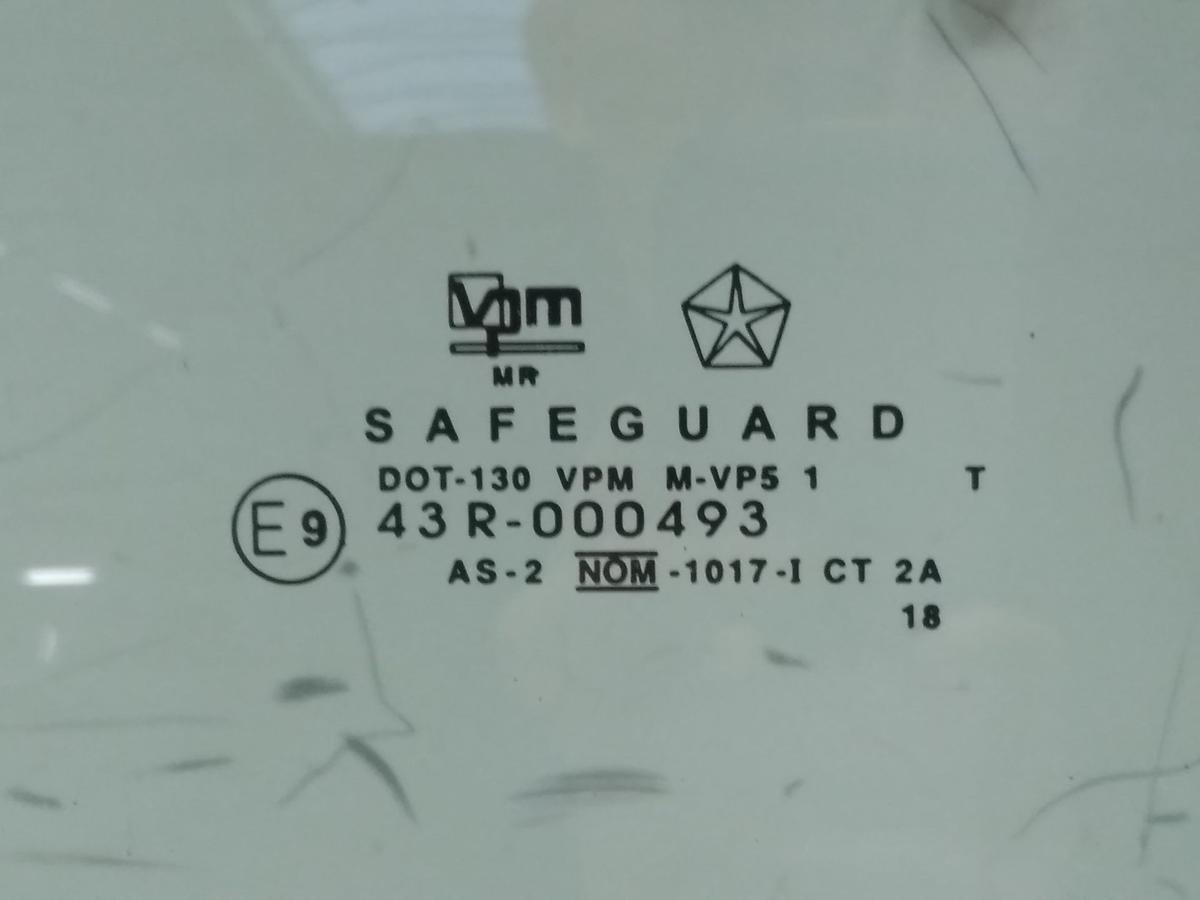 vpm
MR
SAFEGUARD
DOT-130 VPM M-VP5 1 T
E9 43R-000493
AS-2 NOM-1017-I CT 2A
18